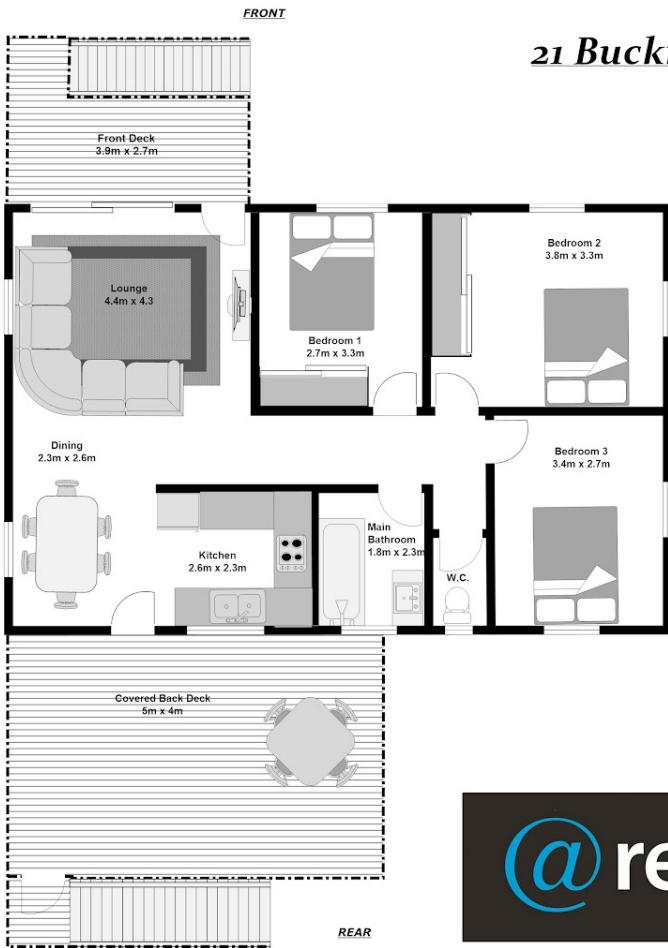 FRONT
21
Front Deck
3.9m x 2.7m
Lounge
4.4m x 4.3
Bedroom 1
2.7m x 3.3m
Bedroom 2
3.8m x 3.3m
Dining
2.3m x 2.6m
Bedroom 3
3.4m x 2.7m
Kitchen
2.6m x 2.3m
Main
Bathroom
1.8m x 2.3m
W.C.
Covered Back Deck
5m x 4m
@re
REAR